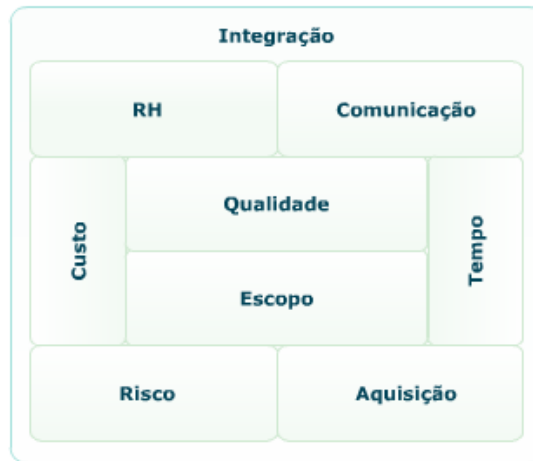 Integração
RH
Comunicação
Custo
Qualidade
Tempo
Escopo
Risco
Aquisição